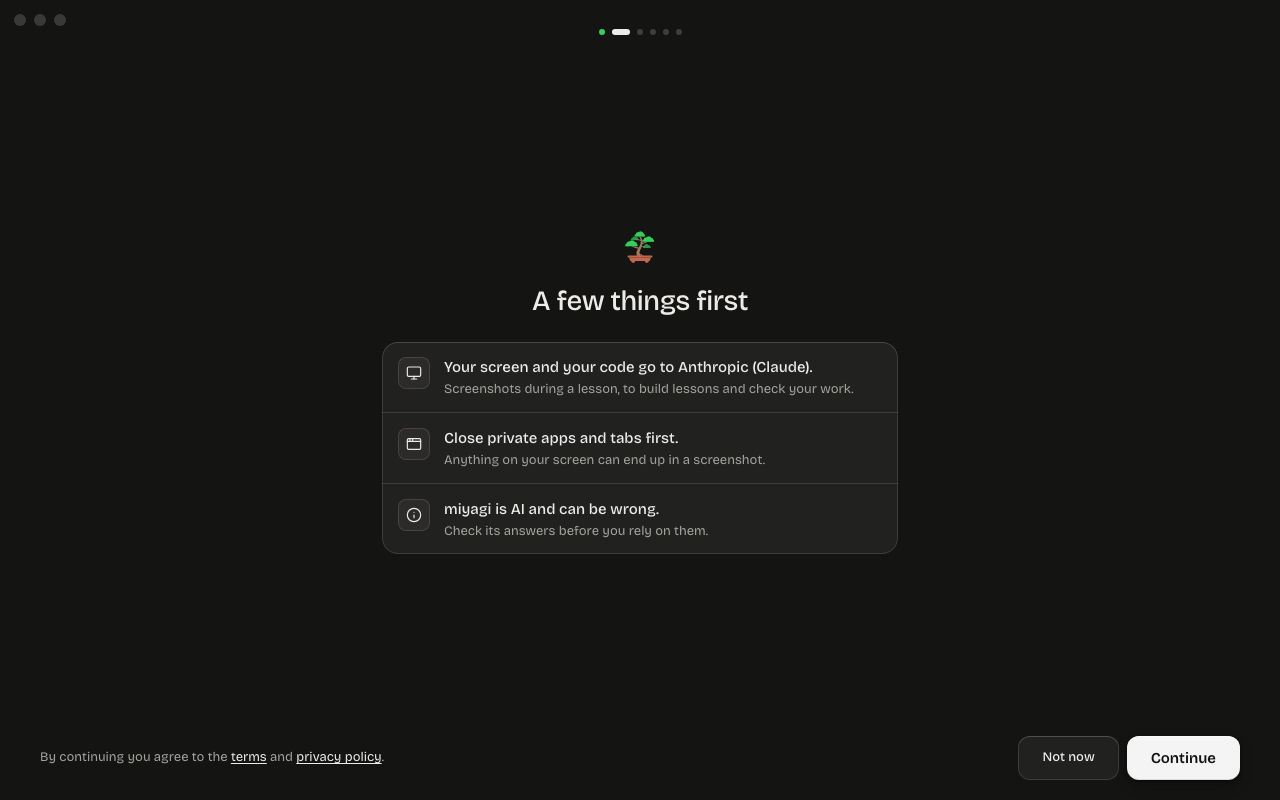 A few things first
Your screen and your code go to Anthropic (Claude).
Screenshots during a lesson, to build lessons and check your work.
Close private apps and tabs first.
Anything on your screen can end up in a screenshot.
miyagi is AI and can be wrong.
Check its answers before you rely on them.
By continuing you agree to the terms and privacy policy.
Not now
Continue